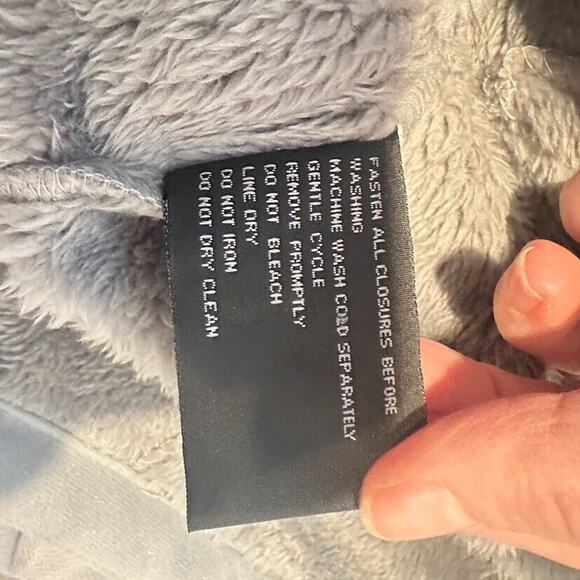 FASTEN ALL CLOSURES BEFORE
WASHING
MACHINE WASH COLD SEPARATELY
GENTLE CYCLE
REMOVE PROMPTLY
DO NOT BLEACH
LINE DRY
DO NOT IRON
DO NOT DRY CLEAN